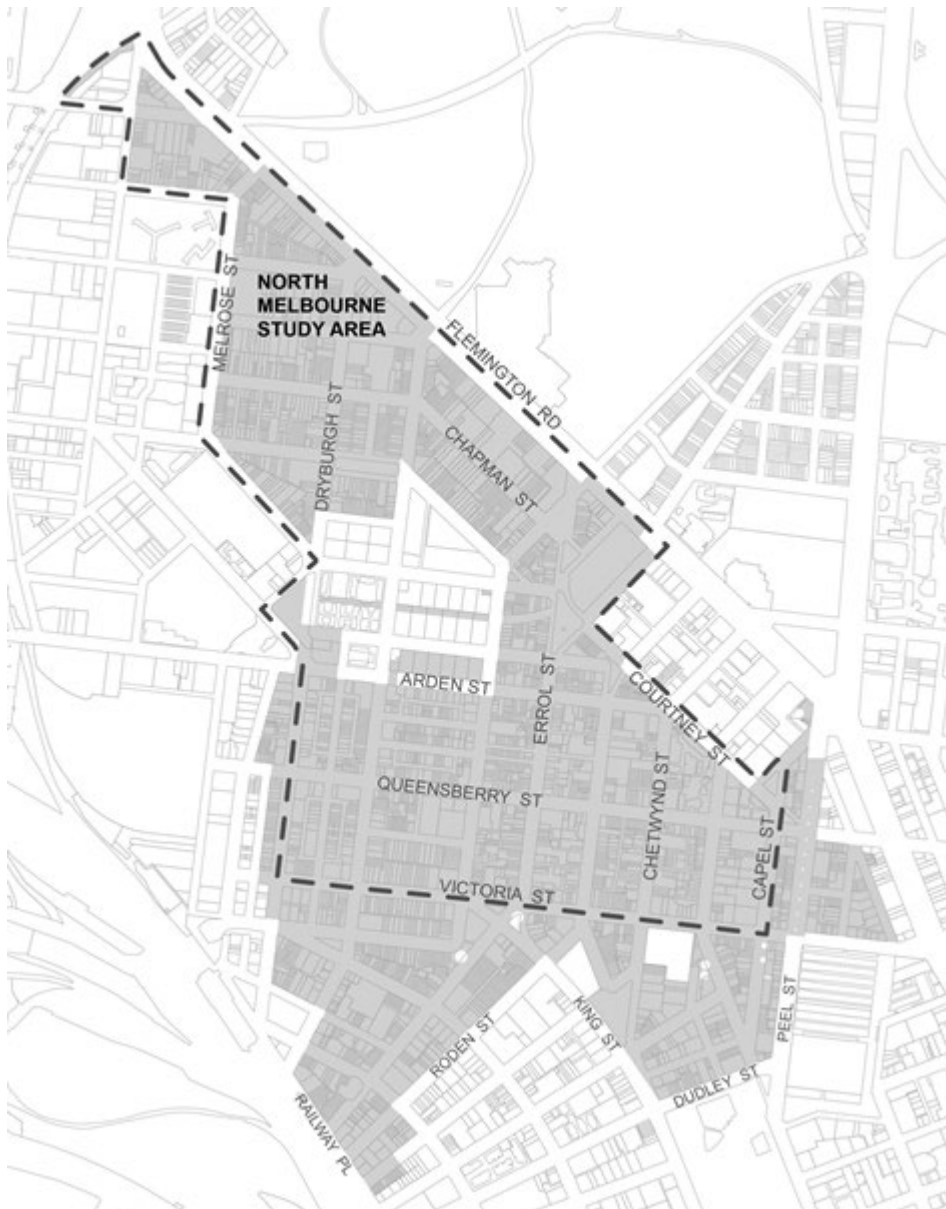 NORTH
MELBOURNE
STUDY AREA
MELROSE ST
FLEMINGTON RD
DRYBURGH ST
CHAPMAN ST
ARDEN ST
ERROL ST
COURTNEY ST
QUEENSBERRY ST
CHETWYND ST
CAPEL ST
VICTORIA ST
PEEL ST
KING ST
RODEN ST
DUDLEY ST
RAILWAY PL